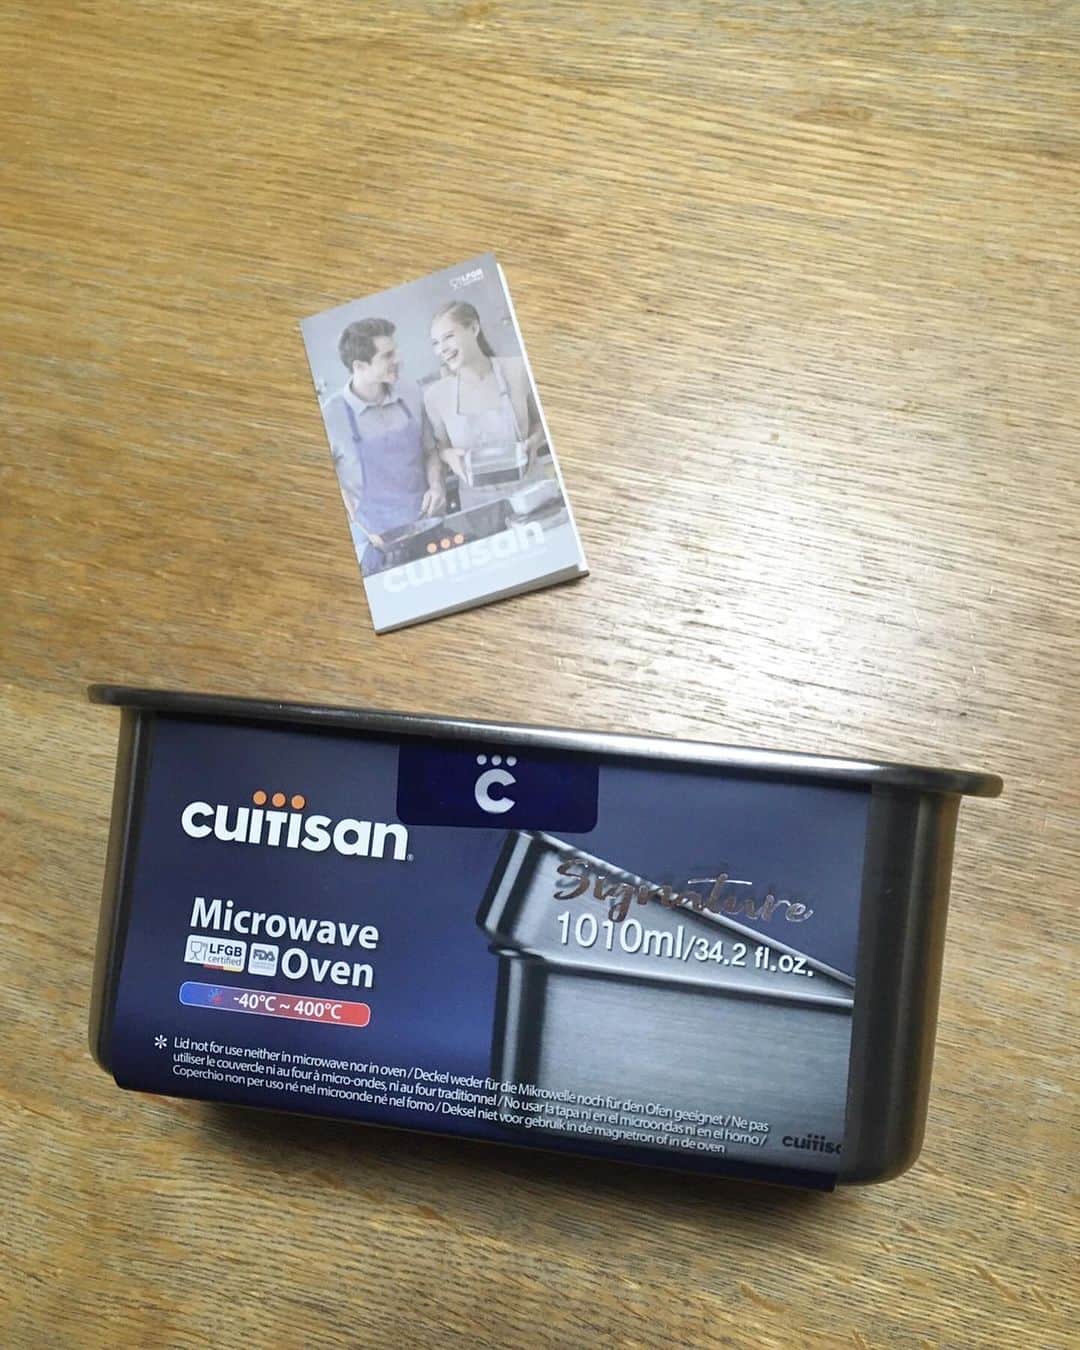 LFGB
cuitisan
C
cuitisan®
Signature
1010ml/34.2 fl.oz.
Microwave
LFGB
certified
FDA
Oven
-40°C ~ 400°C
* Lid not for use neither in microwave nor in oven / Deckel weder für die Mikrowelle noch für den Ofen geeignet / Ne pas
utiliser le couvercle ni au four à micro-ondes, ni au four traditionnel / No usar la tapa ni en el microondas ni en el horno /
Coperchio non per uso né nel microonde né nel forno / Deksel niet voor gebruik in de magnetron of in de oven
cuitisa